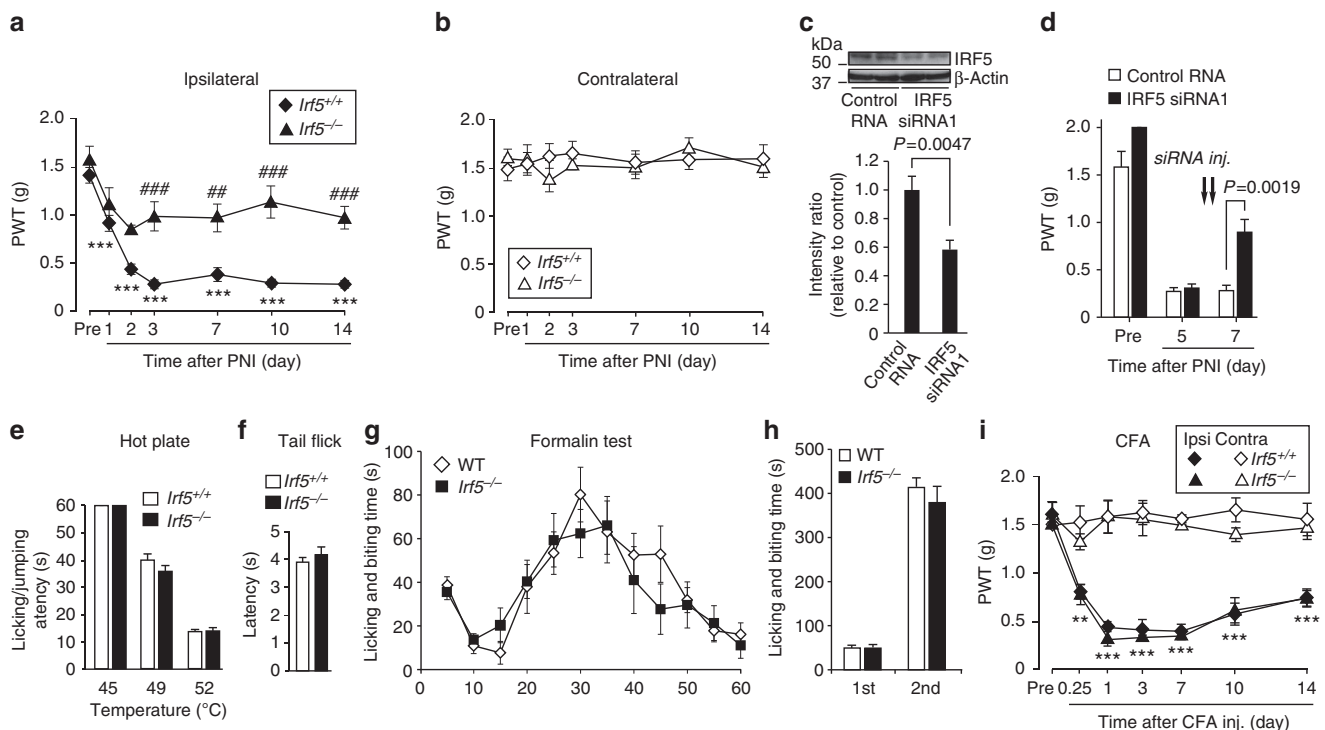 a
Ipsilateral
Irf5+/+
Irf5–/–
PWT (g)
2.0
1.5
1.0
0.5
0
### ## ### ###
*** *** *** *** *** ***
Pre 1 2 3 7 10 14
Time after PNI (day)
b
Contralateral
PWT (g)
2.0
1.5
1.0
0.5
0
Irf5+/+
Irf5–/–
Pre 1 2 3 7 10 14
Time after PNI (day)
c
kDa
50
37
IRF5
β-Actin
Control IRF5
RNA siRNA1
P=0.0047
Intensity ratio
(relative to control)
1.2
1.0
0.8
0.6
0.4
0.2
0
Control
RNA
IRF5
siRNA1
d
Control RNA
IRF5 siRNA1
PWT (g)
2.0
1.5
1.0
0.5
0
siRNA inj.
P=0.0019
Pre 5 7
Time after PNI (day)
e
Hot plate
Irf5+/+
Irf5–/–
Licking/jumping
atency (s)
60
50
40
30
20
10
0
45 49 52
Temperature (°C)
f
Tail flick
Irf5+/+
Irf5–/–
Latency (s)
5
4
3
2
1
0
g
Formalin test
WT
Irf5–/–
Licking and biting time (s)
100
80
60
40
20
0
0 10 20 30 40 50 60
h
WT
Irf5–/–
Licking and biting time (s)
500
400
300
200
100
0
1st 2nd
i
CFA
Ipsi Contra
Irf5+/+
Irf5–/–
PWT (g)
2.0
1.5
1.0
0.5
0
** *** *** *** *** ***
Pre 0.25 1 3 7 10 14
Time after CFA inj. (day)